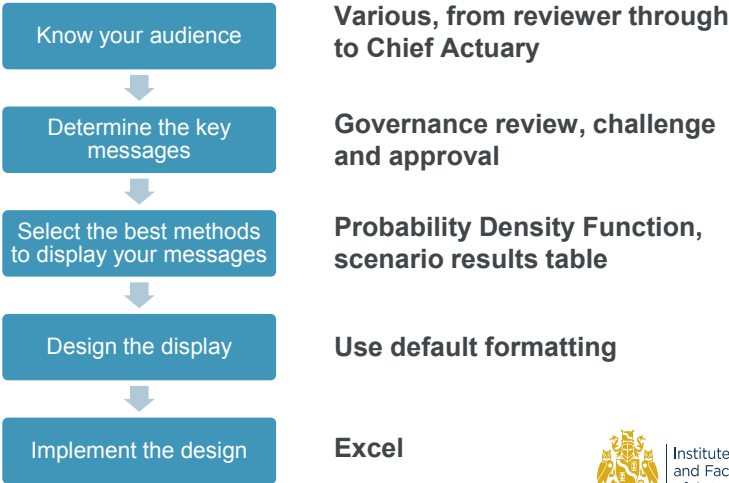 Know your audience
Various, from reviewer through
to Chief Actuary
Determine the key
messages
Governance review, challenge
and approval
Select the best methods
to display your messages
Probability Density Function,
scenario results table
Design the display
Use default formatting
Implement the design
Excel
Institute
and Fac